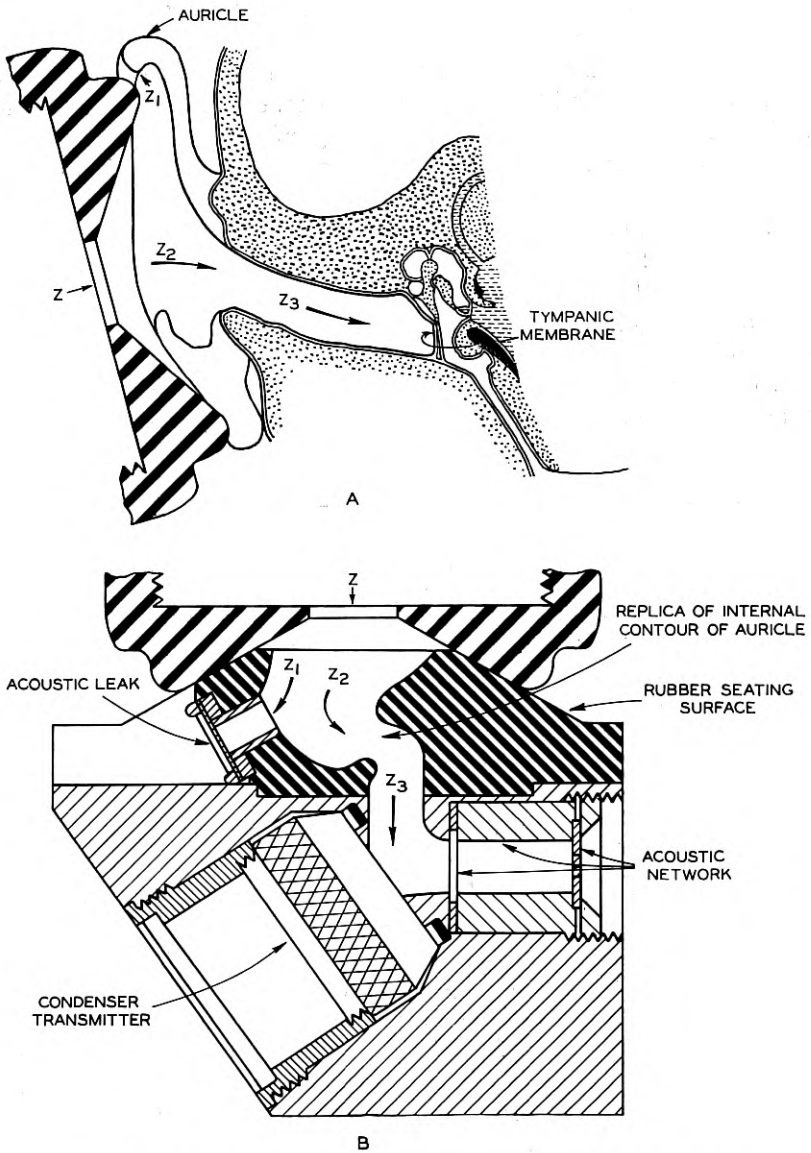 AURICLE
Z1
Z2
Z
Z3
TYMPANIC
MEMBRANE
A
Z
REPLICA OF INTERNAL
CONTOUR OF AURICLE
ACOUSTIC LEAK
Z1
Z2
RUBBER SEATING
SURFACE
Z3
ACOUSTIC
NETWORK
CONDENSER
TRANSMITTER
B